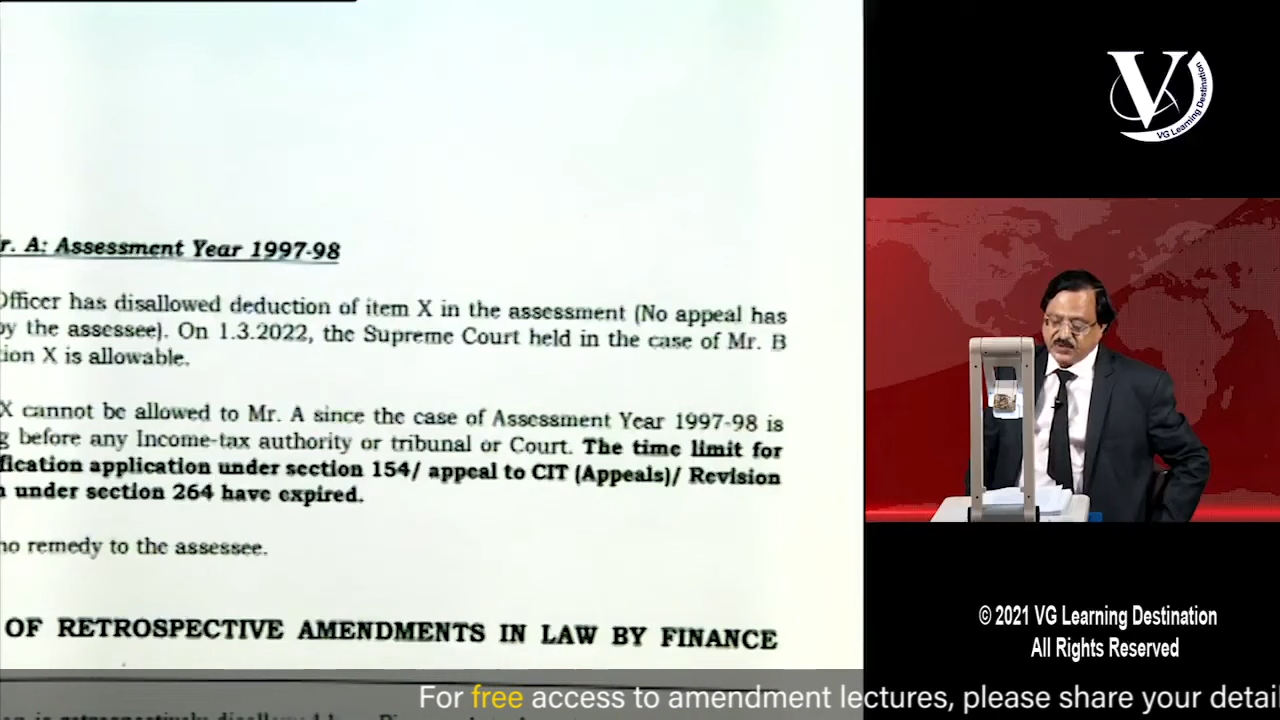 r. A: Assessment Year 1997-98
Officer has disallowed deduction of item X in the assessment (No appeal has
by the assessee). On 1.3.2022, the Supreme Court held in the case of Mr. B
tion X is allowable.
X cannot be allowed to Mr. A since the case of Assessment Year 1997-98 is
g before any Income-tax authority or tribunal or Court. The time limit for
fication application under section 154/ appeal to CIT (Appeals)/ Revision
under section 264 have expired.
no remedy to the assessee.
OF RETROSPECTIVE AMENDMENTS IN LAW BY FINANCE
V
VG Learning Destination
© 2021 VG Learning Destination
All Rights Reserved
For free access to amendment lectures, please share your detai